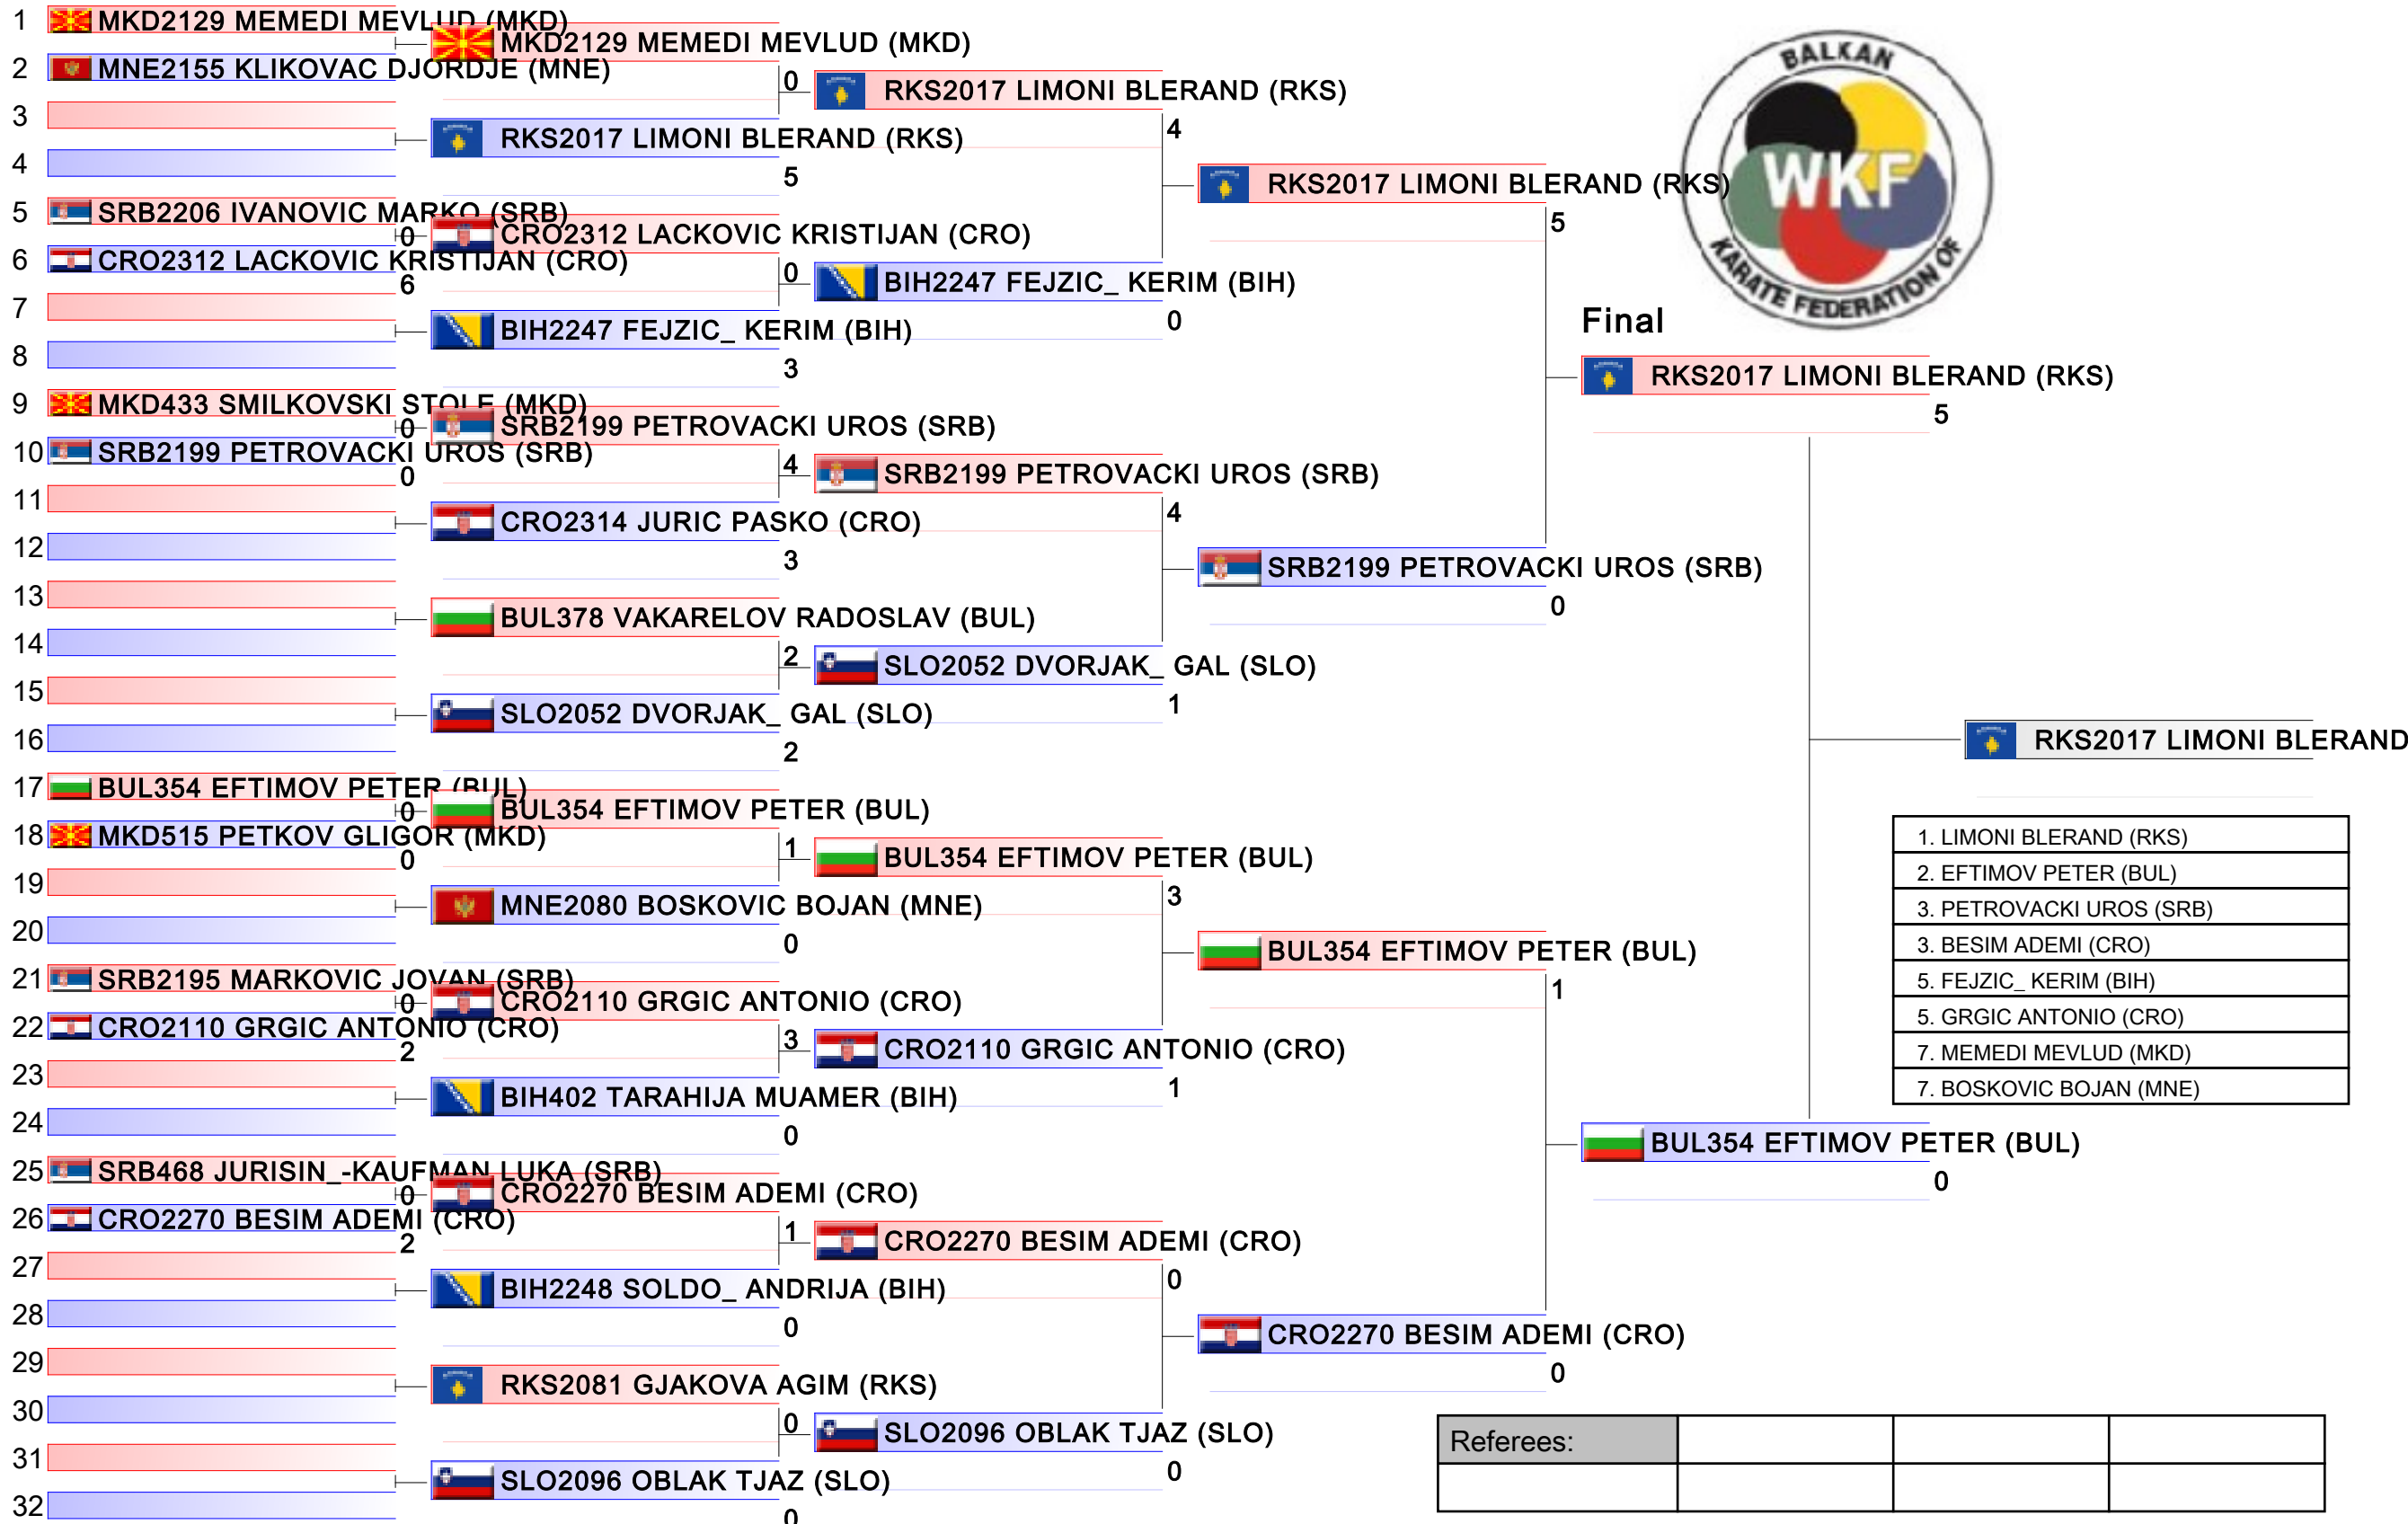 1 MKD2129 MEMEDI MEVLUD (MKD)
2 MNE2155 KLIKOVAC DJORDJE (MNE)
3
4
5 SRB2206 IVANOVIC MARKO (SRB)
0
6 CRO2312 LACKOVIC KRISTIJAN (CRO)
6
7
8
9 MKD433 SMILKOVSKI STOLE (MKD)
0
10 SRB2199 PETROVACKI UROS (SRB)
0
11
12
13
14
15
16
17 BUL354 EFTIMOV PETER (BUL)
0
18 MKD515 PETKOV GLIGOR (MKD)
0
19
20
21 SRB2195 MARKOVIC JOVAN (SRB)
0
22 CRO2110 GRGIC ANTONIO (CRO)
2
23
24
25 SRB468 JURISIN_-KAUFMAN LUKA (SRB)
0
26 CRO2270 BESIM ADEMI (CRO)
2
27
28
29
30
31
32
MKD2129 MEMEDI MEVLUD (MKD)
0
RKS2017 LIMONI BLERAND (RKS)
5
CRO2312 LACKOVIC KRISTIJAN (CRO)
0
BIH2247 FEJZIC_ KERIM (BIH)
3
SRB2199 PETROVACKI UROS (SRB)
4
CRO2314 JURIC PASKO (CRO)
3
BUL378 VAKARELOV RADOSLAV (BUL)
2
SLO2052 DVORJAK_ GAL (SLO)
2
BUL354 EFTIMOV PETER (BUL)
1
MNE2080 BOSKOVIC BOJAN (MNE)
0
CRO2110 GRGIC ANTONIO (CRO)
3
BIH402 TARAHIJA MUAMER (BIH)
0
CRO2270 BESIM ADEMI (CRO)
1
BIH2248 SOLDO_ ANDRIJA (BIH)
0
RKS2081 GJAKOVA AGIM (RKS)
0
SLO2096 OBLAK TJAZ (SLO)
0
RKS2017 LIMONI BLERAND (RKS)
4
BIH2247 FEJZIC_ KERIM (BIH)
0
SRB2199 PETROVACKI UROS (SRB)
4
SLO2052 DVORJAK_ GAL (SLO)
1
BUL354 EFTIMOV PETER (BUL)
3
CRO2110 GRGIC ANTONIO (CRO)
1
CRO2270 BESIM ADEMI (CRO)
0
SLO2096 OBLAK TJAZ (SLO)
0
RKS2017 LIMONI BLERAND (RKS)
5
SRB2199 PETROVACKI UROS (SRB)
0
BUL354 EFTIMOV PETER (BUL)
1
CRO2270 BESIM ADEMI (CRO)
0
BALKAN
WKF
KARATE FEDERATION OF
Final
RKS2017 LIMONI BLERAND (RKS)
5
BUL354 EFTIMOV PETER (BUL)
0
RKS2017 LIMONI BLERAND
1. LIMONI BLERAND (RKS)
2. EFTIMOV PETER (BUL)
3. PETROVACKI UROS (SRB)
3. BESIM ADEMI (CRO)
5. FEJZIC_ KERIM (BIH)
5. GRGIC ANTONIO (CRO)
7. MEMEDI MEVLUD (MKD)
7. BOSKOVIC BOJAN (MNE)
Referees: